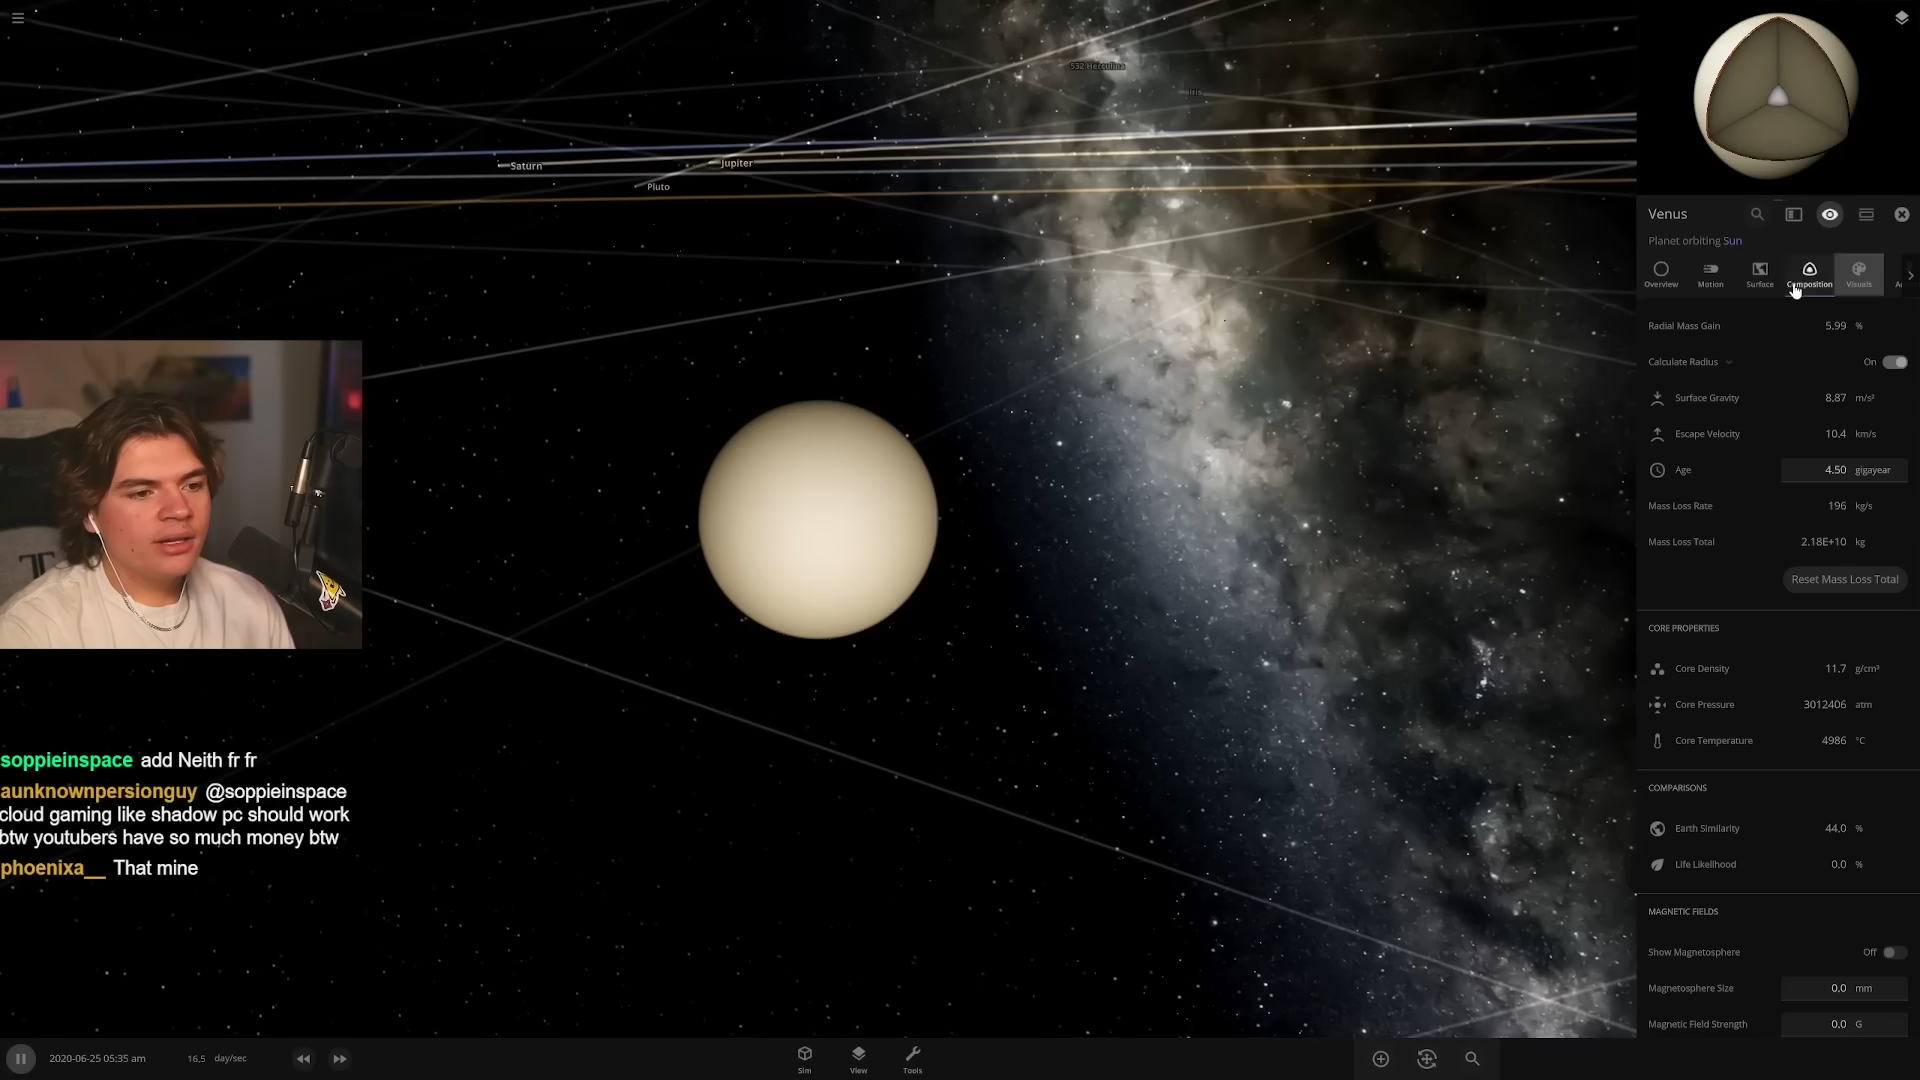 532 Herculina
Iris
Saturn
Jupiter
Pluto
soppieinspace add Neith fr fr
aunknownpersionguy @soppieinspace
cloud gaming like shadow pc should work
btw youtubers have so much money btw
phoenixa__ That mine
Venus
Planet orbiting Sun
Overview Motion Surface Composition Visuals
Radial Mass Gain 5.99 %
Calculate Radius On
Surface Gravity 8.87 m/s²
Escape Velocity 10.4 km/s
Age 4.50 gigayear
Mass Loss Rate 196 kg/s
Mass Loss Total 2.18E+10 kg
Reset Mass Loss Total
CORE PROPERTIES
Core Density 11.7 g/cm³
Core Pressure 3012406 atm
Core Temperature 4986 °C
COMPARISONS
Earth Similarity 44.0 %
Life Likelihood 0.0 %
MAGNETIC FIELDS
Show Magnetosphere Off
Magnetosphere Size 0.0 mm
Magnetic Field Strength 0.0 G
2020-06-25 05:35 am 16.5 day/sec
Sim View Tools